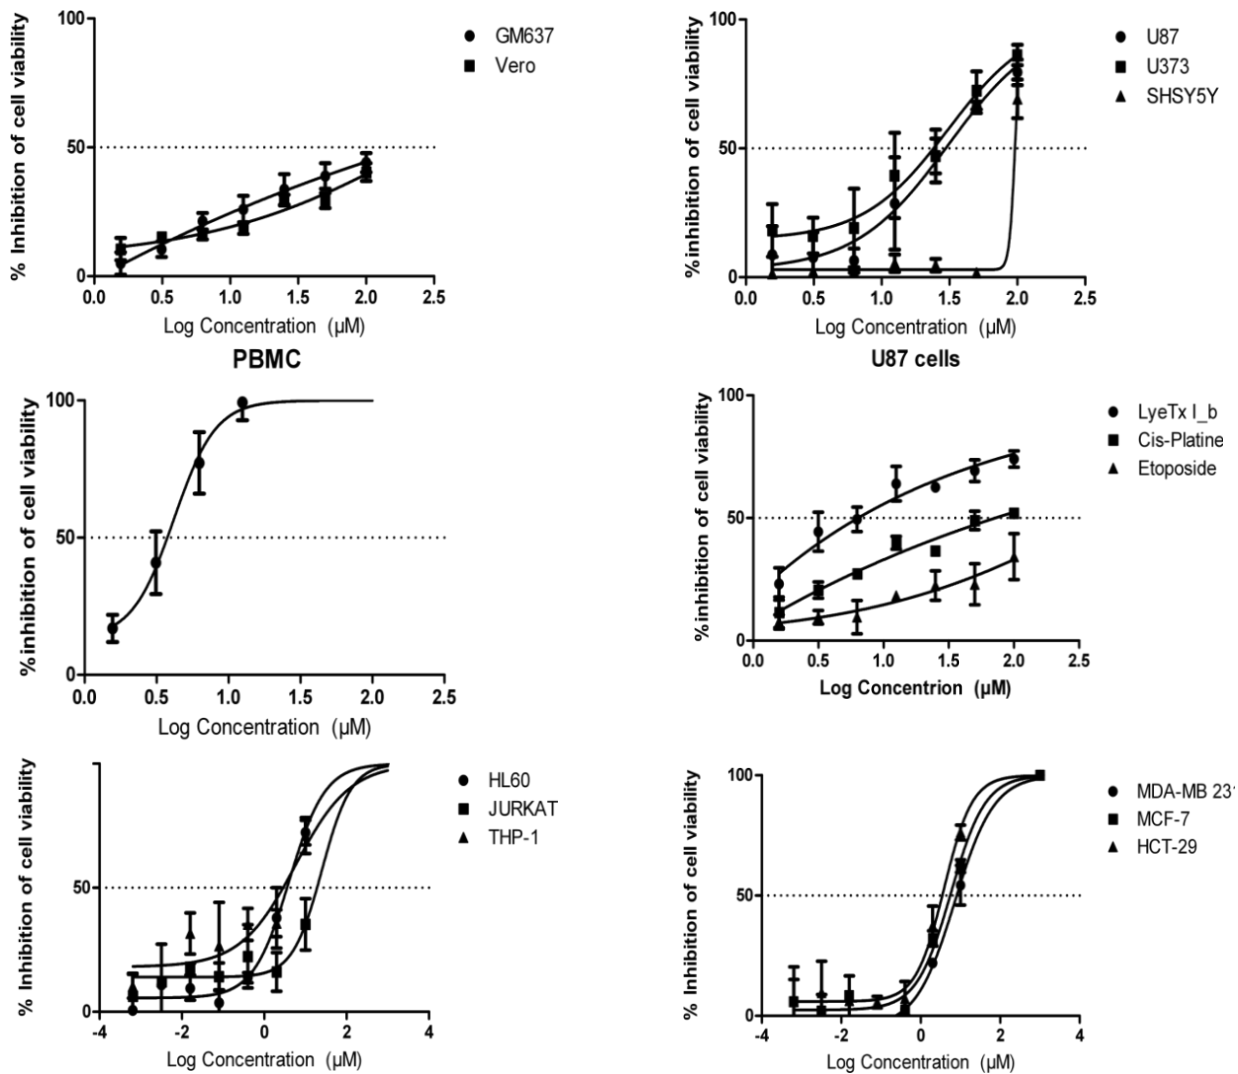 % Inhibition of cell viability
100
50
0
0.0 0.5 1.0 1.5 2.0 2.5
Log Concentration (µM)
GM637
Vero
%inhibition of cell viability
100
50
0
0.0 0.5 1.0 1.5 2.0 2.5
Log Concentration (µM)
U87
U373
SHSY5Y
PBMC
%inhibition of cell viability
100
50
0
0.0 0.5 1.0 1.5 2.0 2.5
Log Concentration (µM)
U87 cells
%inhibition of cell viability
100
50
0
0.0 0.5 1.0 1.5 2.0 2.5
Log Concentrion (µM)
LyeTx I_b
Cis-Platine
Etoposide
% Inhibition of cell viability
50
0
-4 -2 0 2 4
Log Concentration (µM)
HL60
JURKAT
THP-1
% Inhibition of cell viability
100
50
0
-4 -2 0 2 4
Log Concentration (µM)
MDA-MB 231
MCF-7
HCT-29